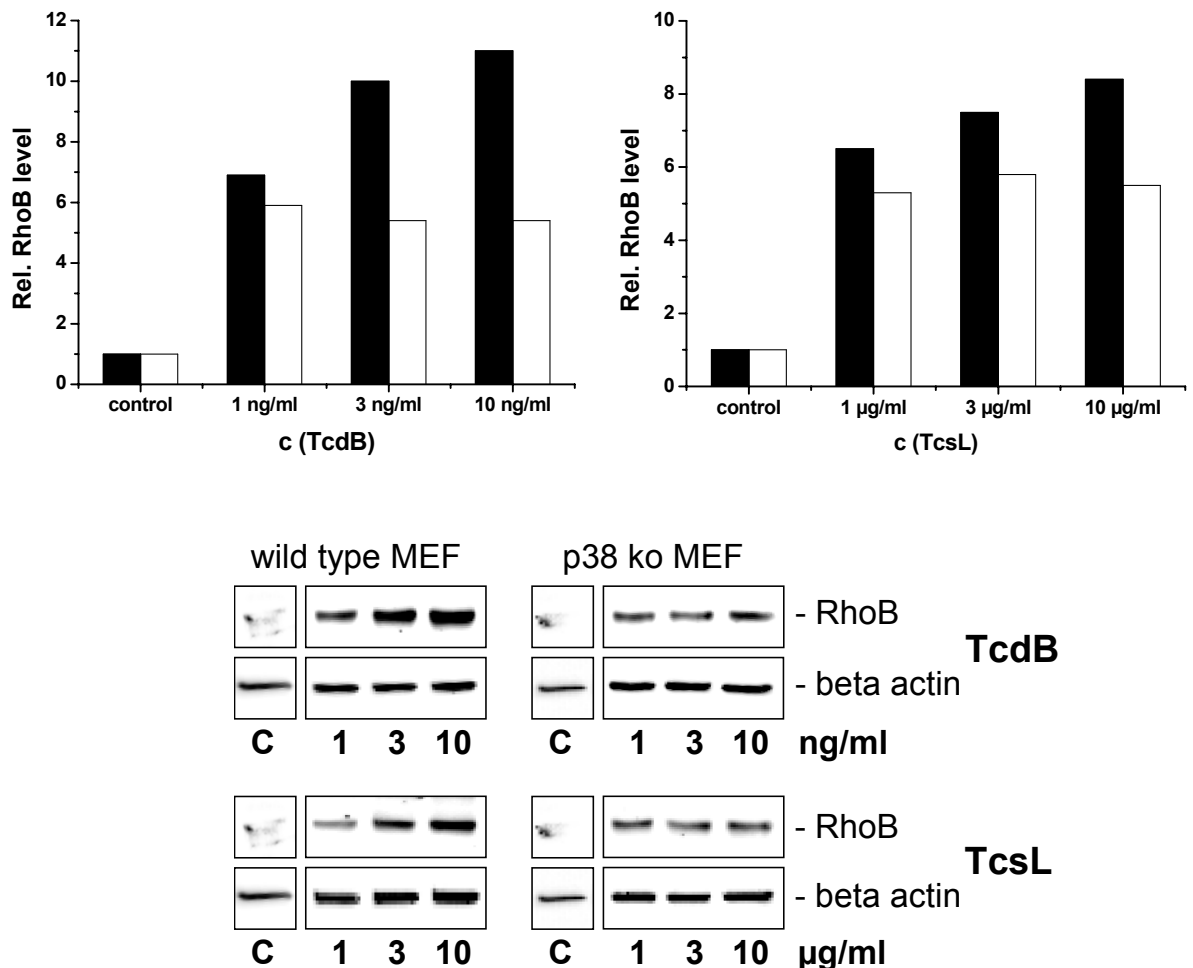 12
10
8
6
4
2
0
Rel. RhoB level
control 1 ng/ml 3 ng/ml 10 ng/ml
c (TcdB)
10
8
6
4
2
0
Rel. RhoB level
control 1 µg/ml 3 µg/ml 10 µg/ml
c (TcsL)
wild type MEF p38 ko MEF
- RhoB
TcdB
- beta actin
C 1 3 10 C 1 3 10 ng/ml
- RhoB
TcsL
- beta actin
C 1 3 10 C 1 3 10 µg/ml